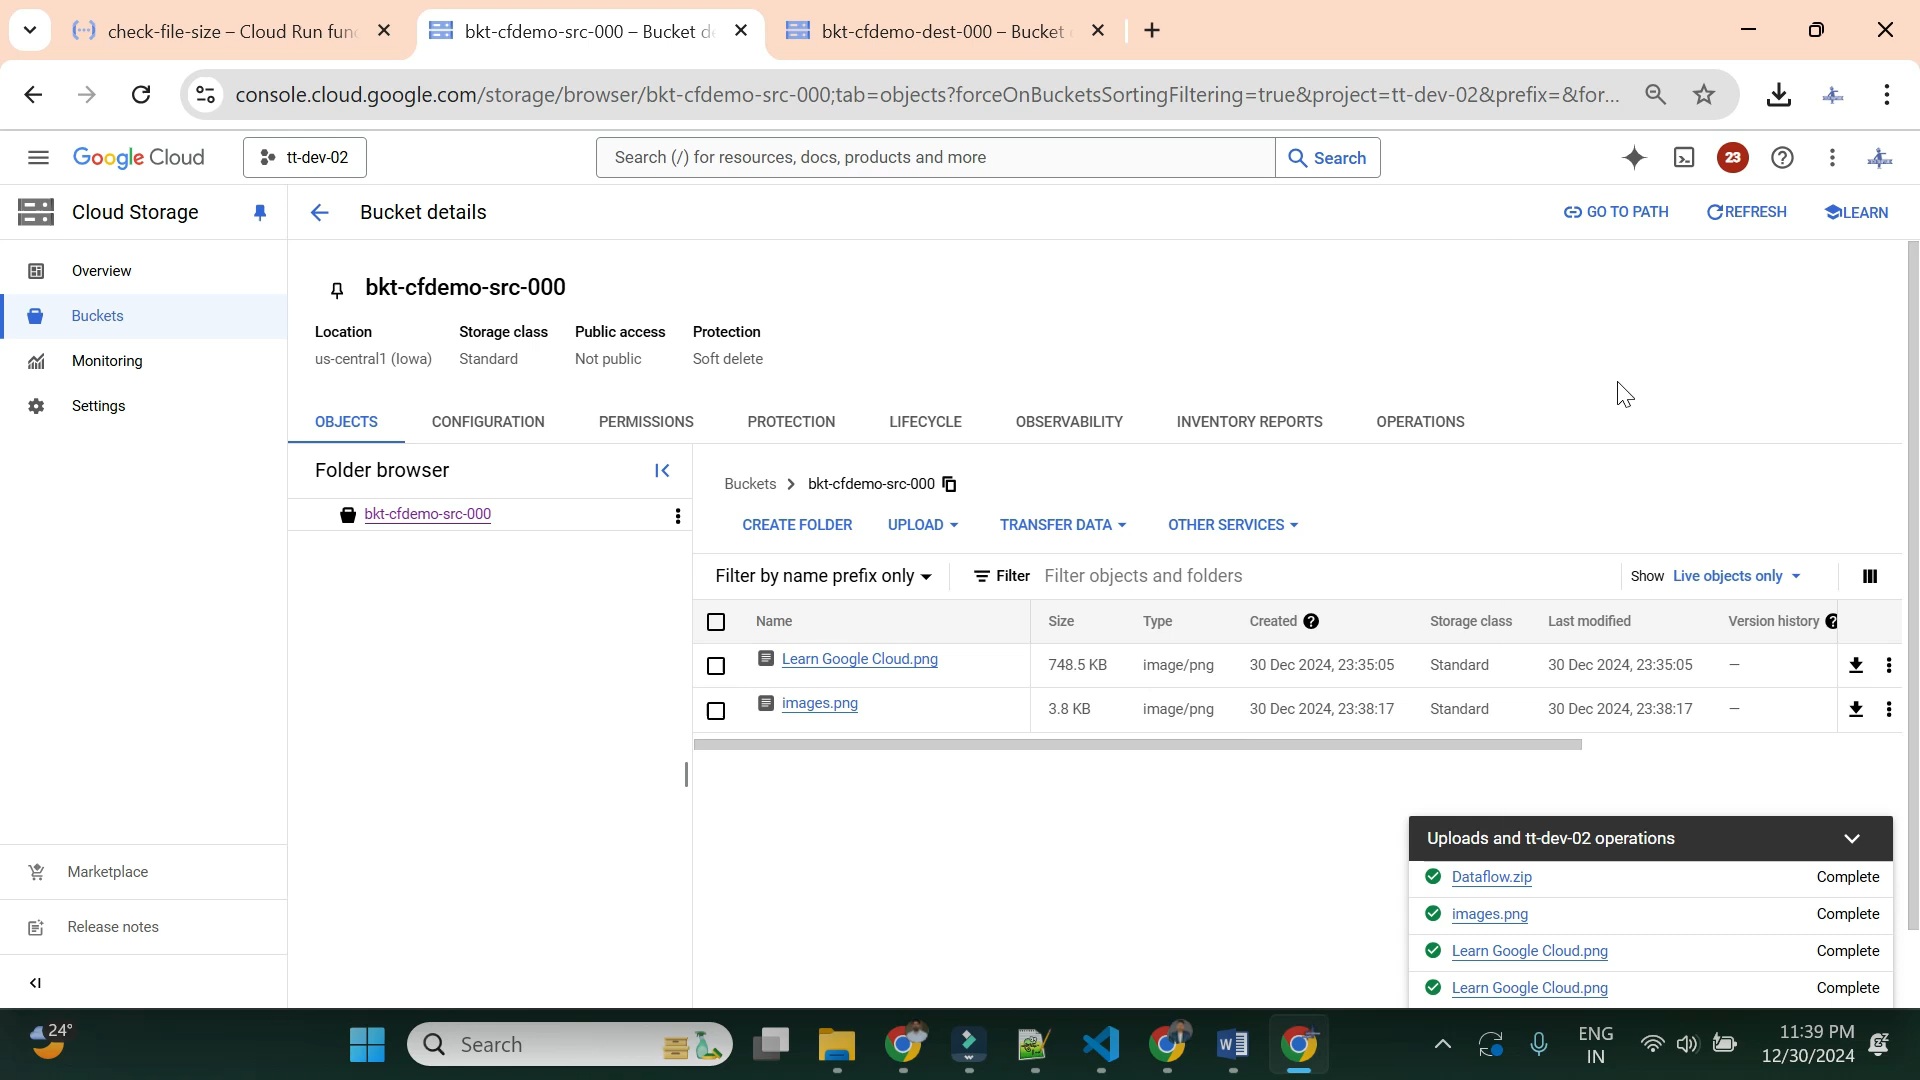 check-file-size – Cloud Run fun
bkt-cfdemo-src-000 – Bucket de
bkt-cfdemo-dest-000 – Bucket
console.cloud.google.com/storage/browser/bkt-cfdemo-src-000;tab=objects?forceOnBucketsSortingFiltering=true&project=tt-dev-02&prefix=&for...
Google Cloud
tt-dev-02
Search (/) for resources, docs, products and more
Search
23
Cloud Storage
Bucket details
GO TO PATH
REFRESH
LEARN
Overview
Buckets
Monitoring
Settings
Marketplace
Release notes
bkt-cfdemo-src-000
Location
Storage class
Public access
Protection
us-central1 (Iowa)
Standard
Not public
Soft delete
OBJECTS
CONFIGURATION
PERMISSIONS
PROTECTION
LIFECYCLE
OBSERVABILITY
INVENTORY REPORTS
OPERATIONS
Folder browser
bkt-cfdemo-src-000
Buckets > bkt-cfdemo-src-000
CREATE FOLDER
UPLOAD
TRANSFER DATA
OTHER SERVICES
Filter by name prefix only
Filter
Filter objects and folders
Show Live objects only
Name Size Type Created Storage class Last modified Version history
Learn Google Cloud.png 748.5 KB image/png 30 Dec 2024, 23:35:05 Standard 30 Dec 2024, 23:35:05 –
images.png 3.8 KB image/png 30 Dec 2024, 23:38:17 Standard 30 Dec 2024, 23:38:17 –
Uploads and tt-dev-02 operations
Dataflow.zip Complete
images.png Complete
Learn Google Cloud.png Complete
Learn Google Cloud.png Complete
24°
Search
ENG
IN
11:39 PM
12/30/2024